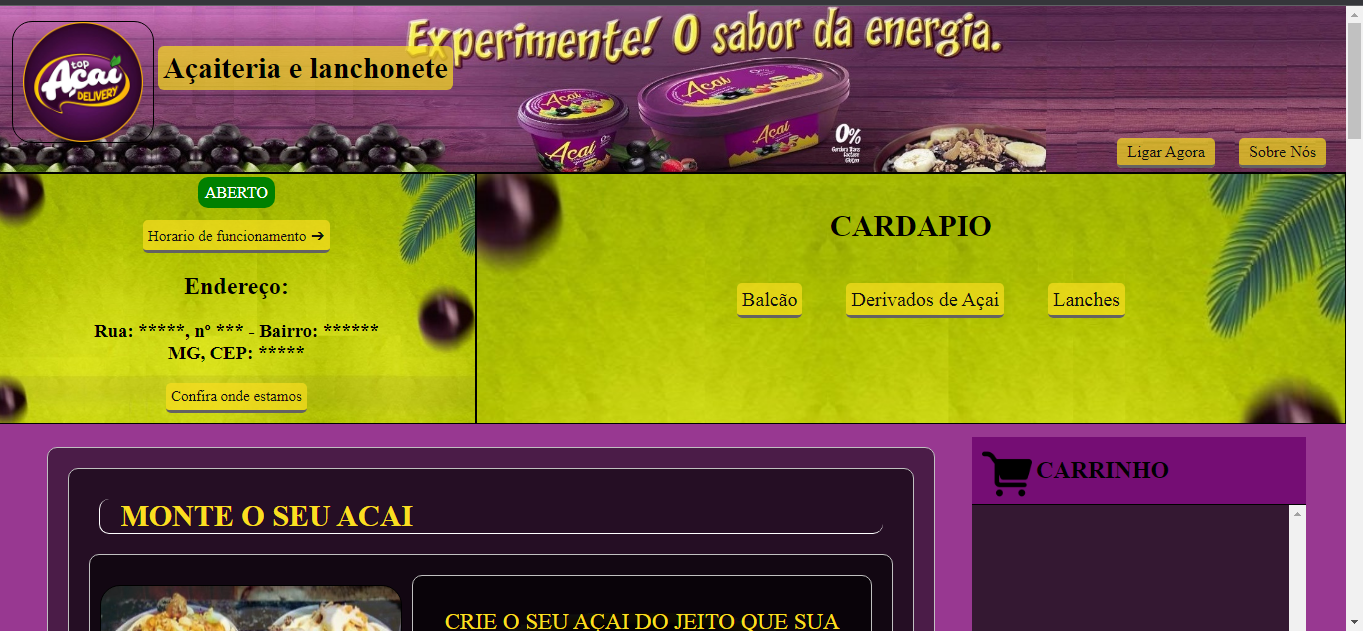 Experimente! O sabor da energia.
top
Açaí
DELIVERY
Açaiteria e lanchonete
Açaí
Açaí
Açaí
Açaí
0%
Ligar Agora
Sobre Nós
ABERTO
Horario de funcionamento ➔
Endereço:
Rua: *****, nº *** - Bairro: ******
MG, CEP: *****
Confira onde estamos
CARDAPIO
Balcão
Derivados de Açai
Lanches
MONTE O SEU ACAI
CRIE O SEU AÇAI DO JEITO QUE SUA
CARRINHO